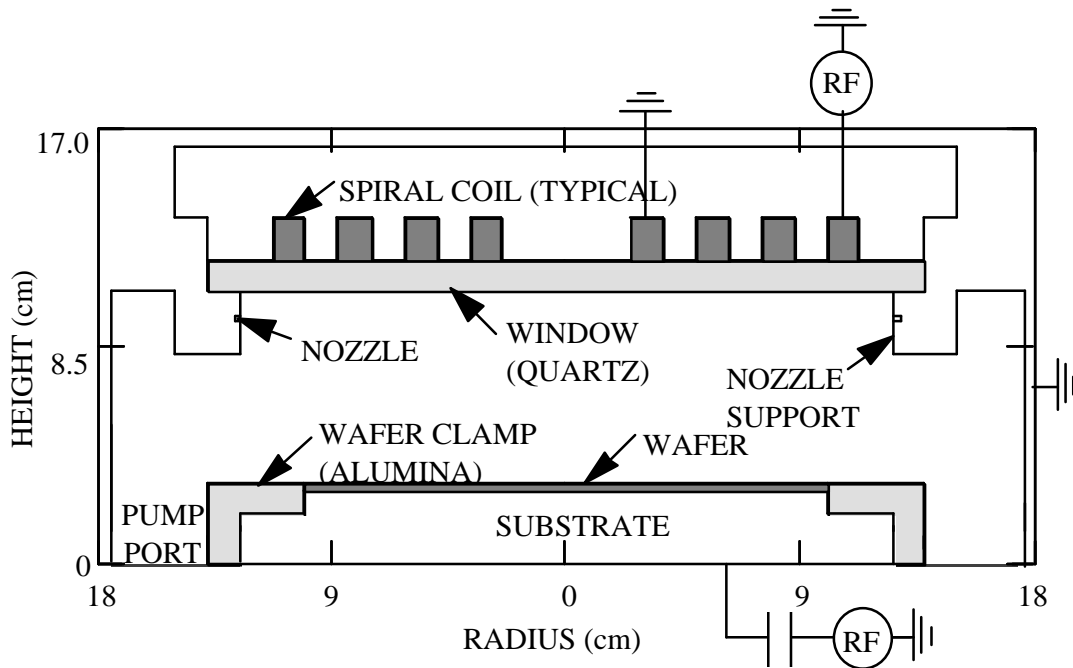 RF
17.0
SPIRAL COIL (TYPICAL)
HEIGHT (cm)
NOZZLE
WINDOW
(QUARTZ)
8.5
NOZZLE
SUPPORT
WAFER CLAMP
(ALUMINA)
WAFER
PUMP
PORT
SUBSTRATE
0
18
9
0
9
18
RADIUS (cm)
RF